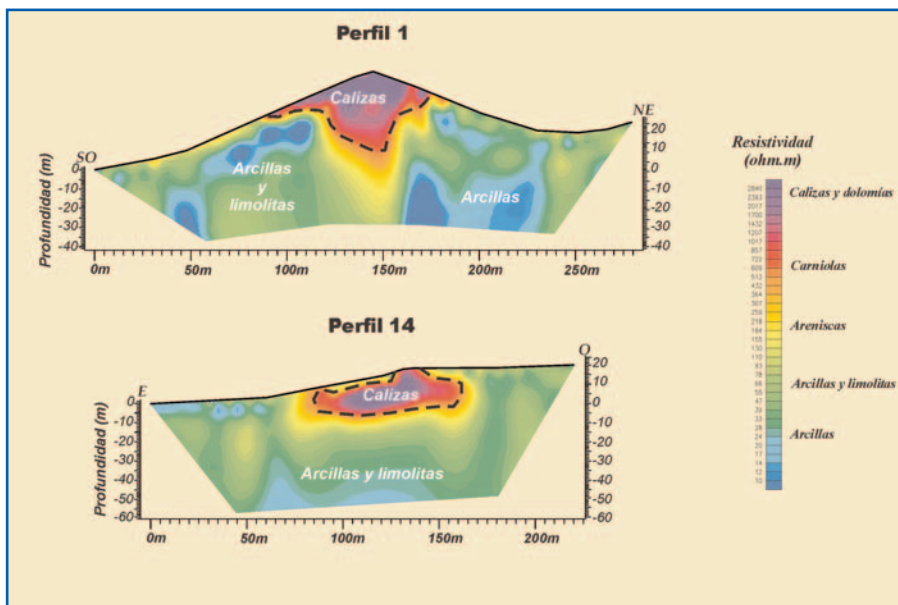 Perfil 1
Calizas
NE
SO
Arcillas
y
limolitas
Arcillas
Profundidad (m)
0
-10
-20
-30
-40
20
10
0
-10
-20
-30
-40
0m 50m 100m 150m 200m 250m
Perfil 14
O
E
Calizas
Arcillas y limolitas
Profundidad (m)
0
-10
-20
-30
-40
-50
-60
20
10
0
-10
-20
-30
-40
-50
-60
0m 50m 100m 150m 200m
Resistividad
(ohm.m)
Calizas y dolomías
Carniolas
Areniscas
Arcillas y limolitas
Arcillas